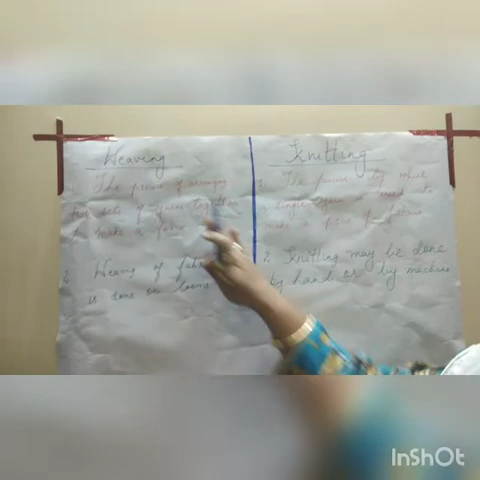 Weaving
1. The process of arranging
two sets of yarns together
to make a fabric
2. Weaving of fabric
is done on looms
Knitting
1. The process by which
a single yarn is used to
make a piece of fabric
2. Knitting may be done
by hand or by machine
InShOt